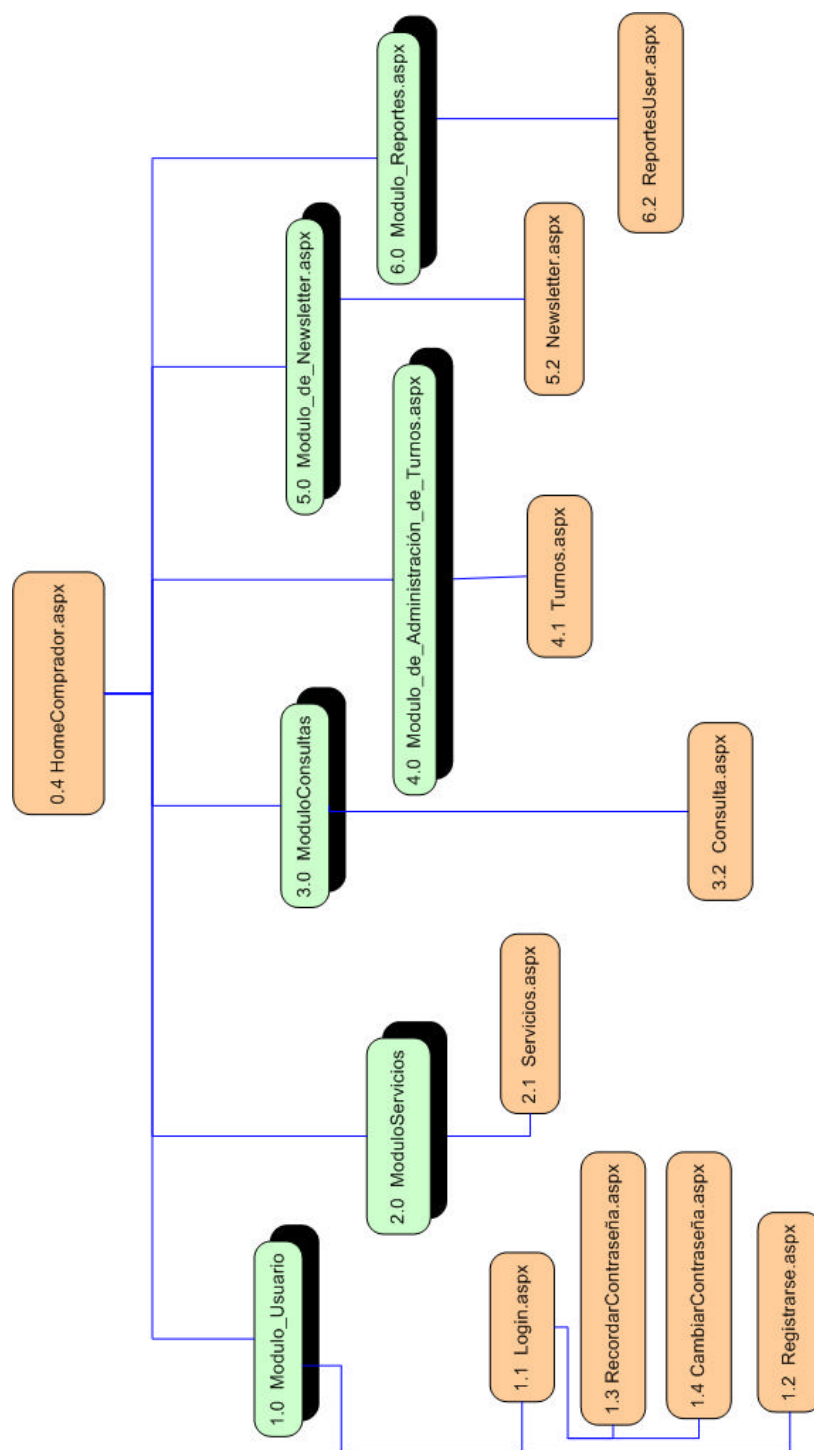 0.4 HomeComprador.aspx
1.0 Modulo_Usuario
2.0 ModuloServicios
3.0 ModuloConsultas
4.0 Modulo_de_Administración_de_Turnos.aspx
5.0 Modulo_de_Newsletter.aspx
6.0 Modulo_Reportes.aspx
1.1 Login.aspx
1.3 RecordarContraseña.aspx
1.4 CambiarContraseña.aspx
1.2 Registrarse.aspx
2.1 Servicios.aspx
3.2 Consulta.aspx
4.1 Turnos.aspx
5.2 Newsletter.aspx
6.2 ReportesUser.aspx